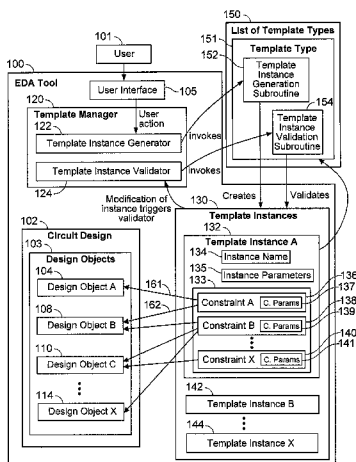 150
List of Template Types
151
Template Type
152
Template Instance Generation Subroutine
154
Template Instance Validation Subroutine
101
User
100
EDA Tool
User Interface
105
120
Template Manager
User action
122
Template Instance Generator
invokes
Template Instance Validator
124
invokes
Modification of instance triggers validator
Creates
Validates
130
Template Instances
132
Template Instance A
134
Instance Name
135
Instance Parameters
133
Constraint A
C. Params
136
137
Constraint B
C. Params
138
139
Constraint X
C. Params
140
141
142
Template Instance B
144
Template Instance X
102
Circuit Design
103
Design Objects
161
162
104
Design Object A
108
Design Object B
110
Design Object C
114
Design Object X